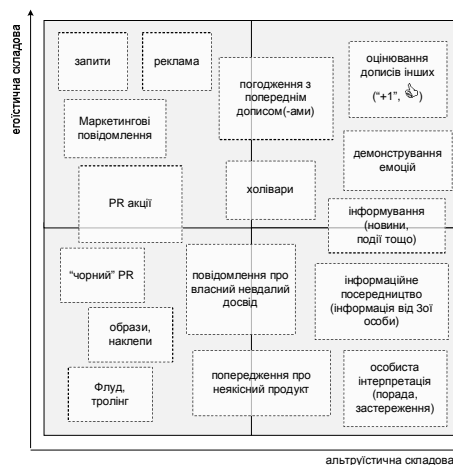 егоїстична складова
запити
реклама
погодження з
попереднім
дописом(-ами)
оцінювання
дописів інших
("+1", 👍)
Маркетингові
повідомлення
демонстрування
емоцій
холівари
PR акції
інформування
(новини,
події тощо)
"чорний" PR
повідомлення про
власний невдалий
досвід
інформаційне
посередництво
(інформація від 3ої
особи)
образи,
наклепи
Флуд,
тролінг
попередження про
неякісний продукт
особиста
інтерпретація
(порада,
застереження)
альтруїстична складова